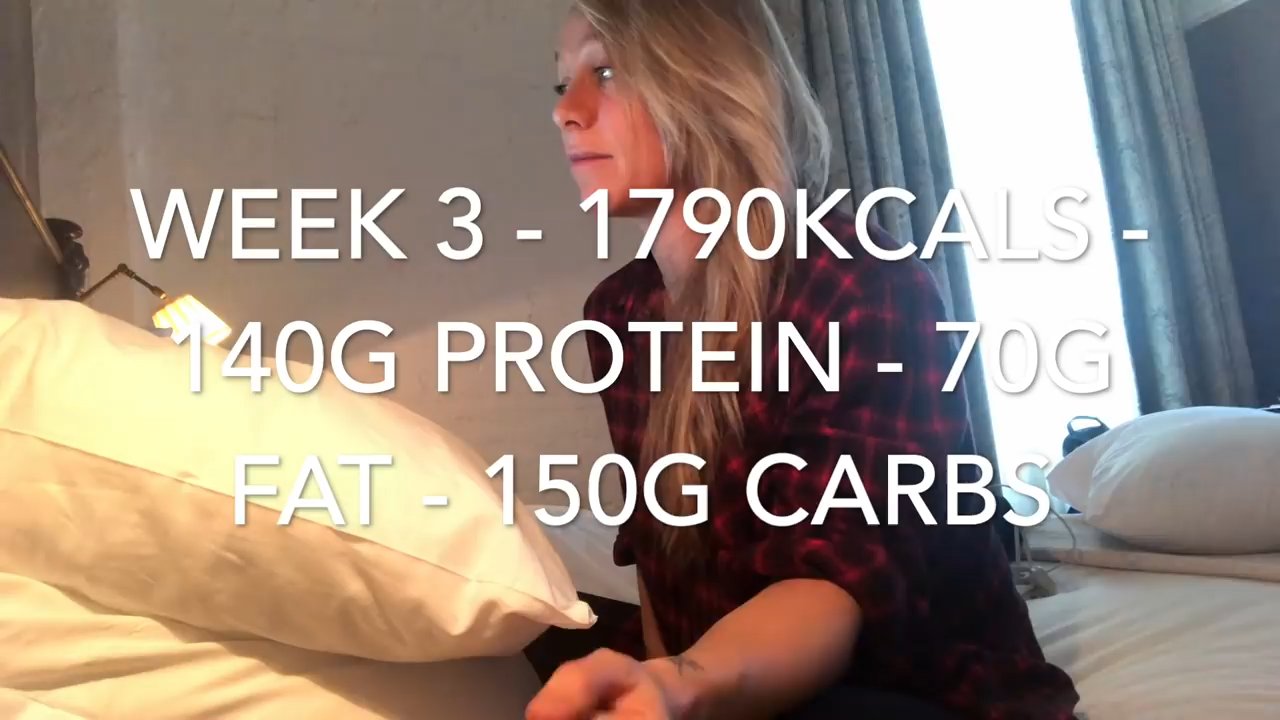 WEEK 3 - 1790KCALS -
140G PROTEIN - 70G
FAT - 150G CARBS